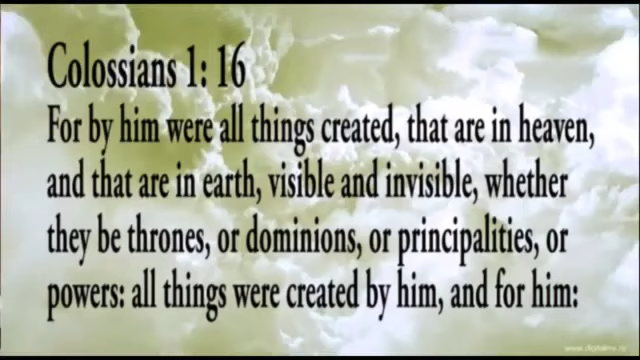 Colossians 1: 16
For by him were all things created, that are in heaven,
and that are in earth, visible and invisible, whether
they be thrones, or dominions, or principalities, or
powers: all things were created by him, and for him: